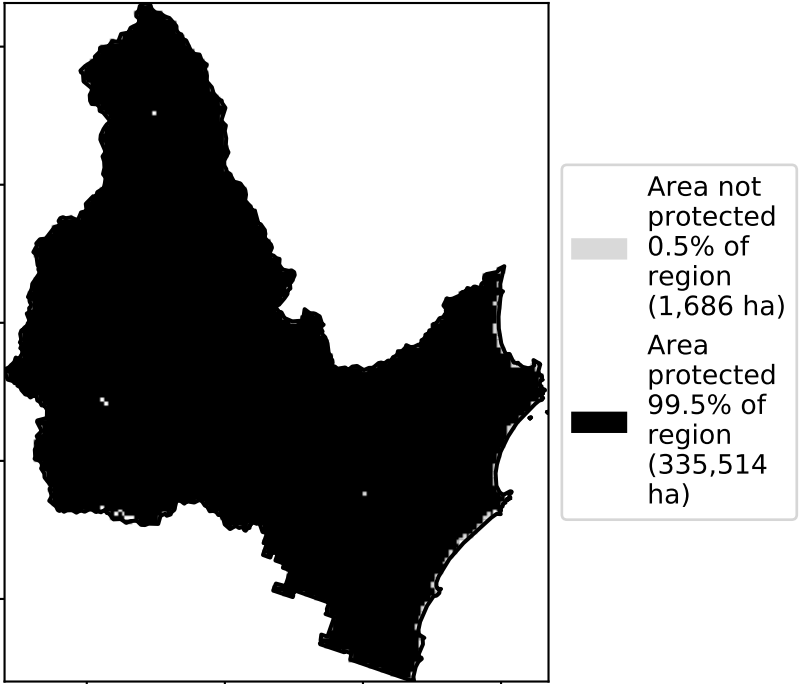 Area not
protected
0.5% of
region
(1,686 ha)
Area
protected
99.5% of
region
(335,514
ha)